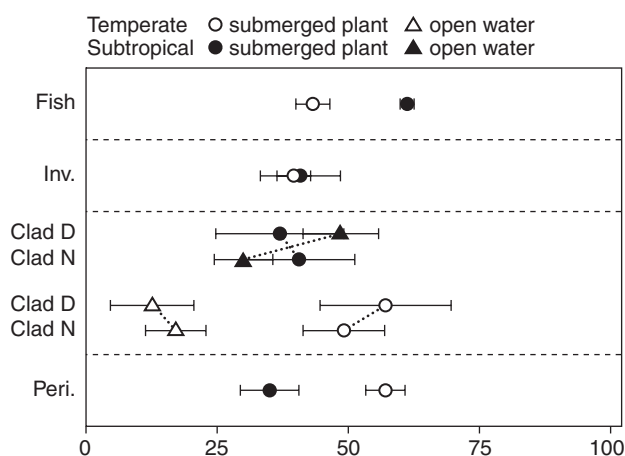 Temperate ○ submerged plant △ open water
Subtropical ● submerged plant ▲ open water
Fish
Inv.
Clad D
Clad N
Clad D
Clad N
Peri.
0 25 50 75 100